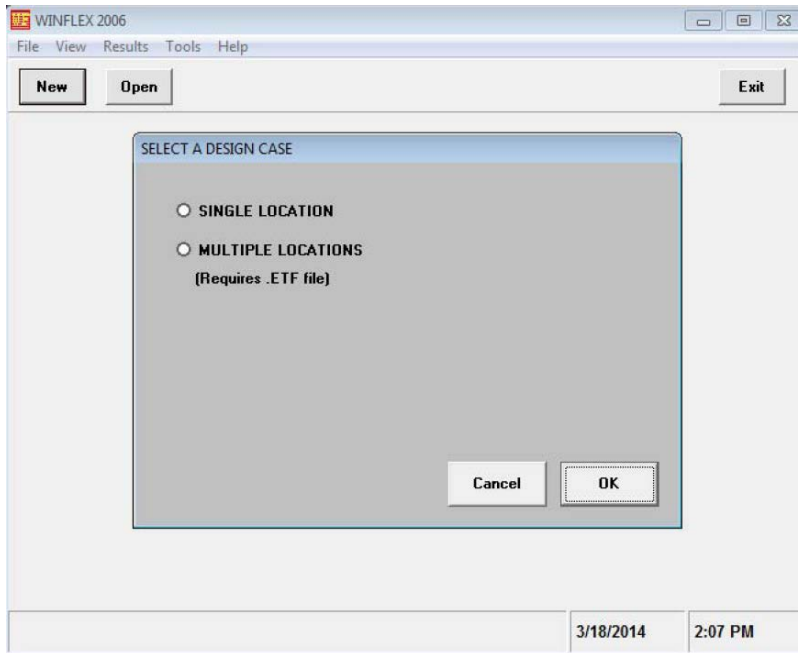 WINFLEX 2006
File View Results Tools Help
New Open Exit
SELECT A DESIGN CASE
SINGLE LOCATION
MULTIPLE LOCATIONS
(Requires .ETF file)
Cancel OK
3/18/2014 2:07 PM